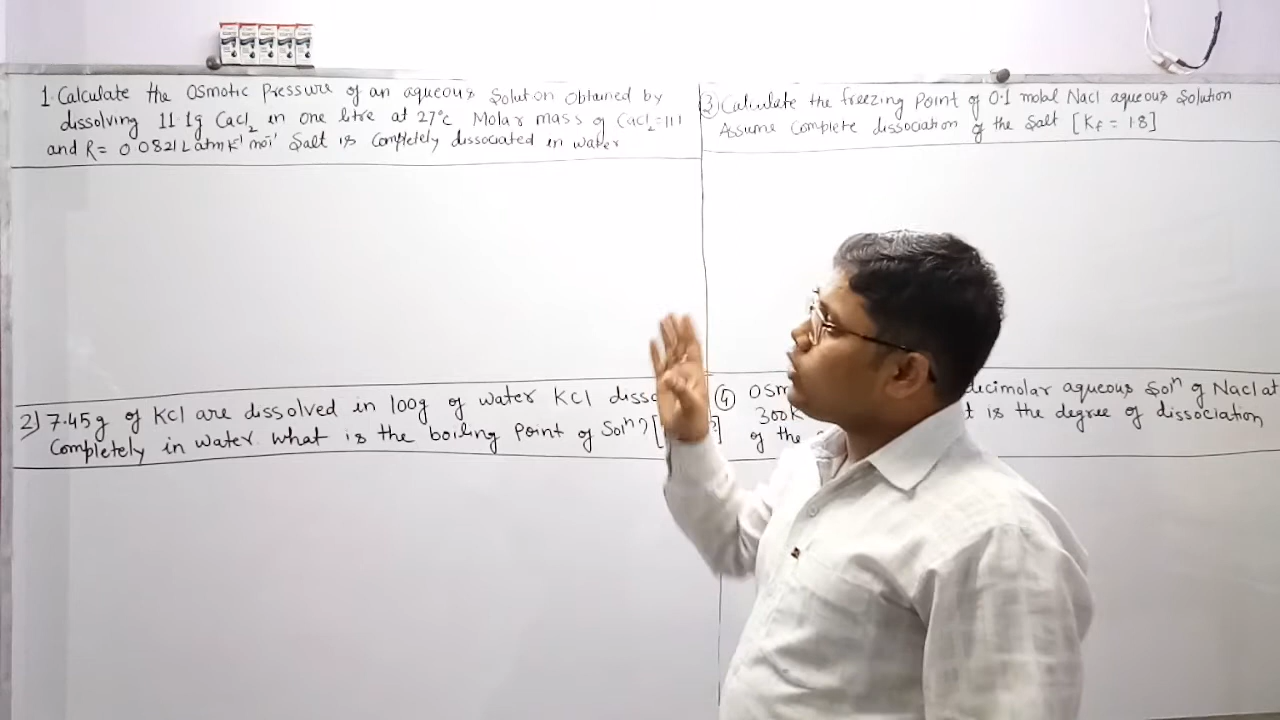 1. Calculate the Osmotic Pressure of an aqueous Solution obtained by
dissolving 11.1g CaCl₂ in one litre at 27°C Molar mass of CaCl₂=111
and R= 0.0821 L atm K⁻¹ mol⁻¹ Salt is Completely dissociated in water
③ Calculate the freezing Point of 0.1 molal NaCl aqueous Solution
Assume Complete dissociation of the Salt [Kf = 1.8]
2) 7.45g of KCl are dissolved in 100g of water KCl disso
Completely in water. What is the boiling Point of Solⁿ? [
④ Osm decimolar aqueous Solⁿ of NaCl at
300K t is the degree of dissociation
of the